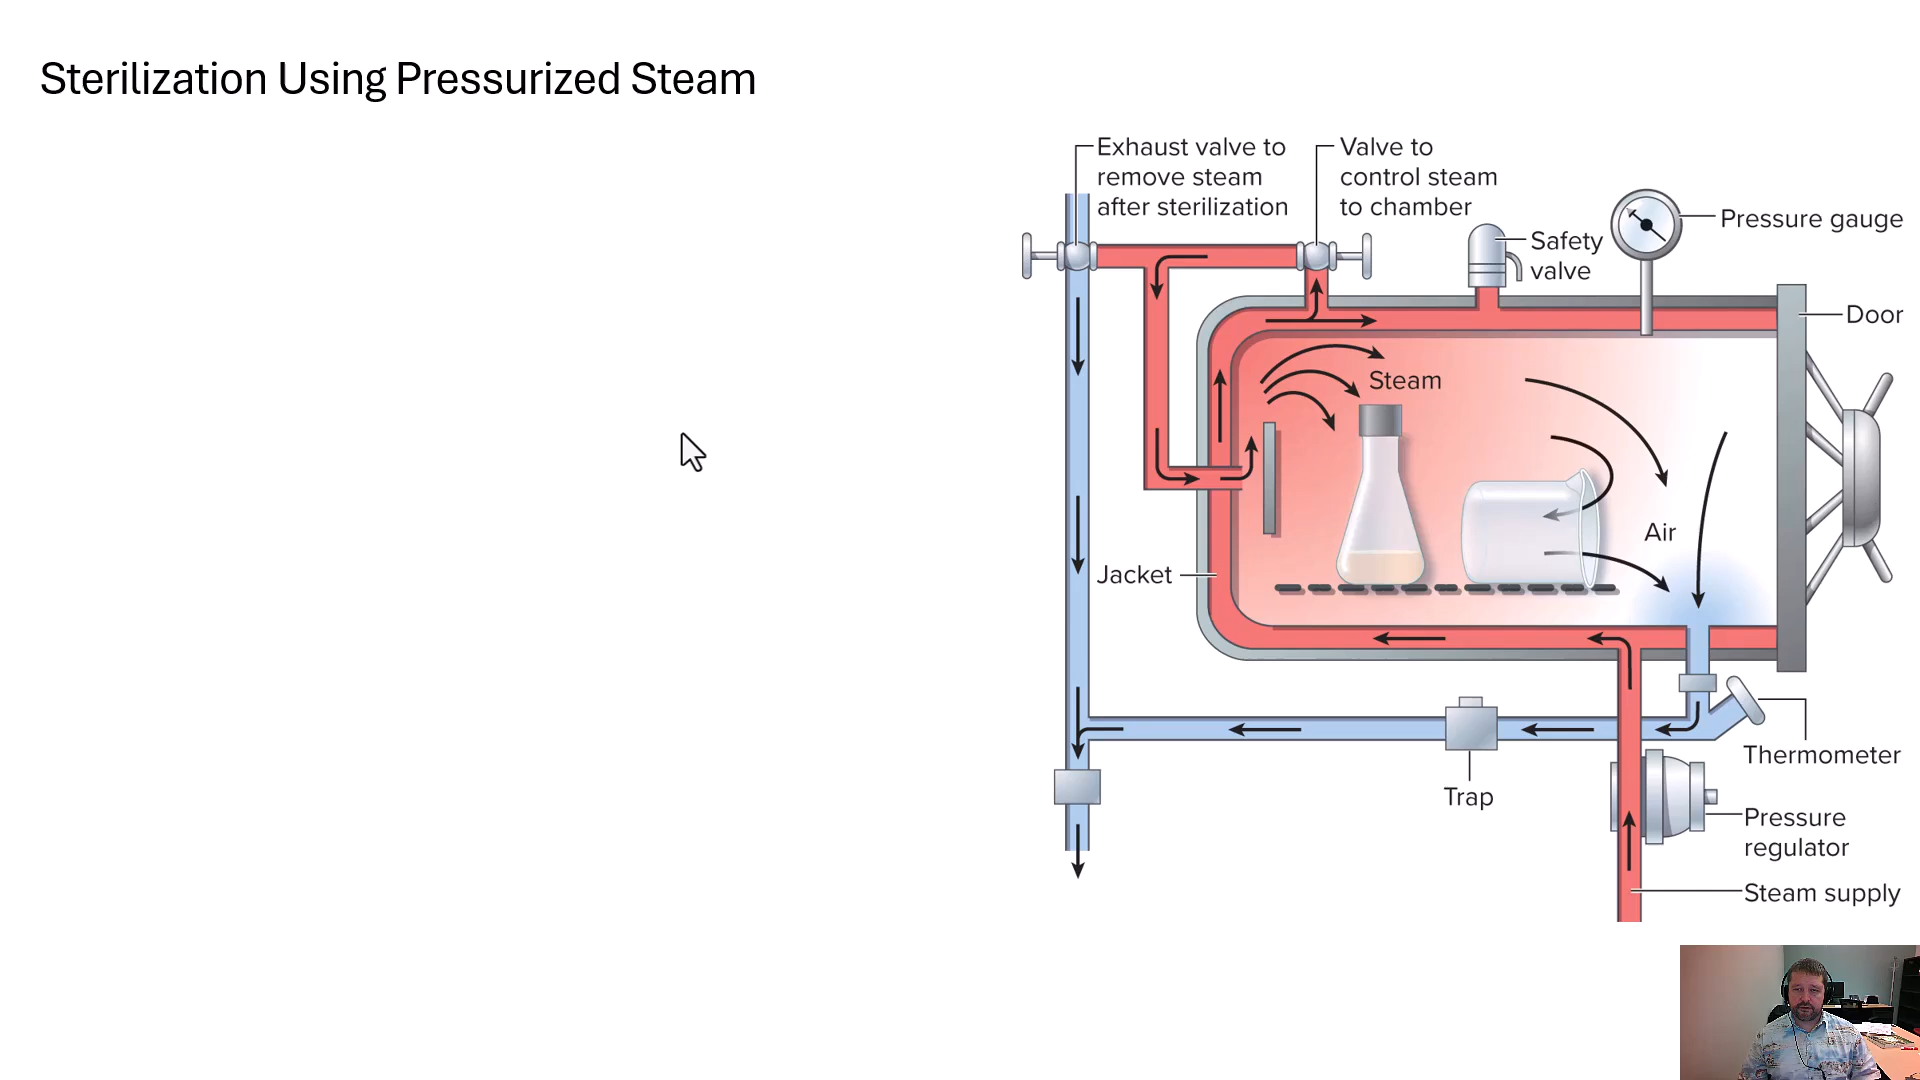 Sterilization Using Pressurized Steam
Exhaust valve to
remove steam
after sterilization
Valve to
control steam
to chamber
Safety
valve
Pressure gauge
Door
Steam
Air
Jacket
Thermometer
Trap
Pressure
regulator
Steam supply